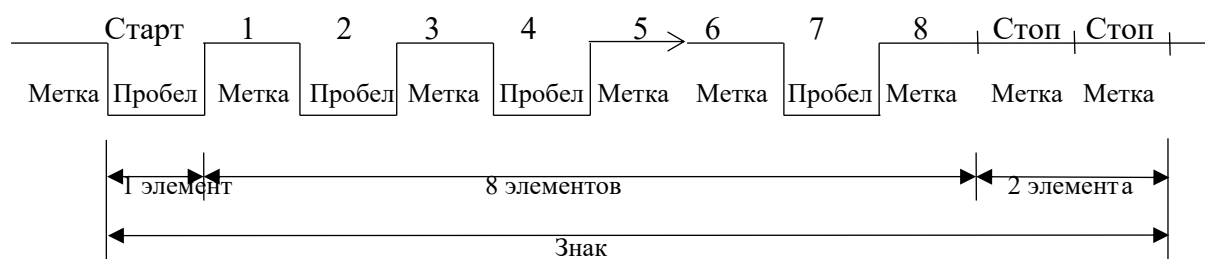 Старт 1 2 3 4 5 6 7 8 Стоп Стоп
Метка Пробел Метка Пробел Метка Пробел Метка Метка Пробел Метка Метка Метка
1 элемент 8 элементов 2 элемента
Знак